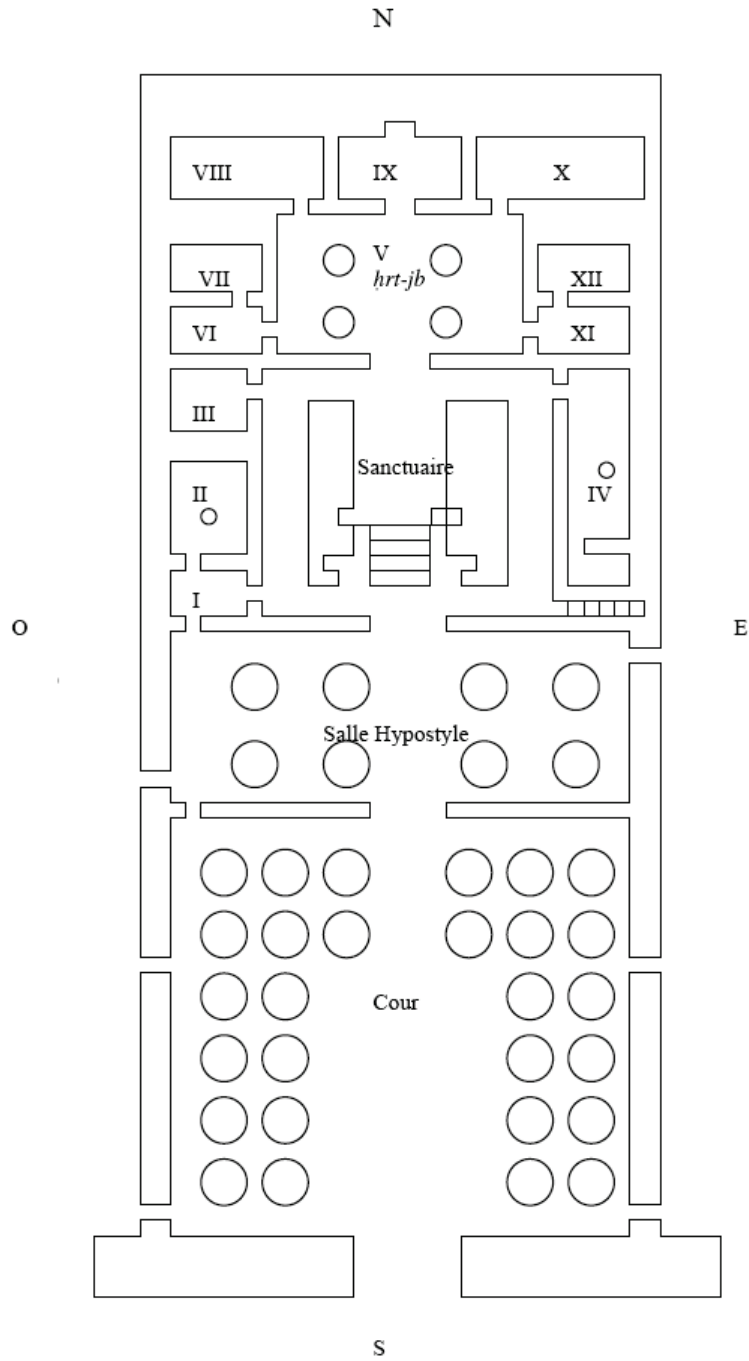 N
VIII
IX
X
V
ḥrt-jb
VII
XII
VI
XI
III
Sanctuaire
II
IV
I
O
E
Salle Hypostyle
Cour
S